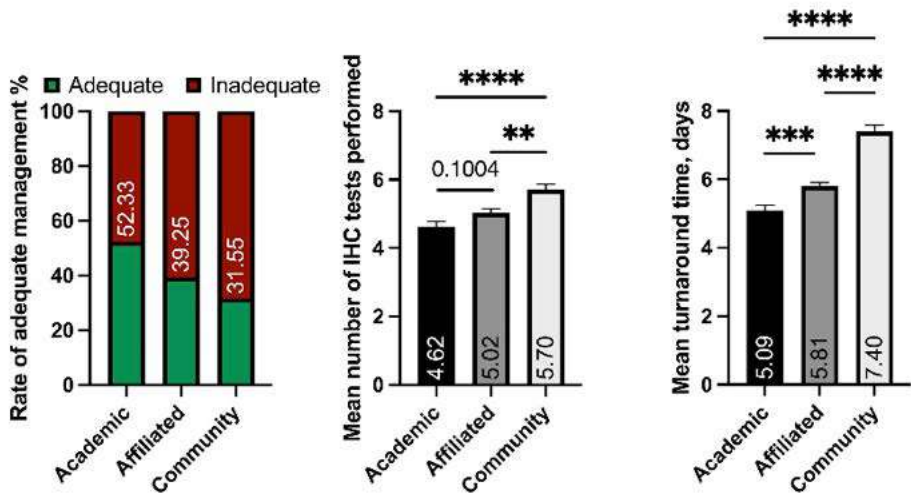 Rate of adequate management %
Adequate Inadequate
100
80
60
40
20
0
52.33
39.25
31.55
Academic
Affiliated
Community
Mean number of IHC tests performed
8
6
4
2
0
****
**
0.1004
4.62
5.02
5.70
Academic
Affiliated
Community
Mean turnaround time, days
8
6
4
2
0
****
****
***
5.09
5.81
7.40
Academic
Affiliated
Community